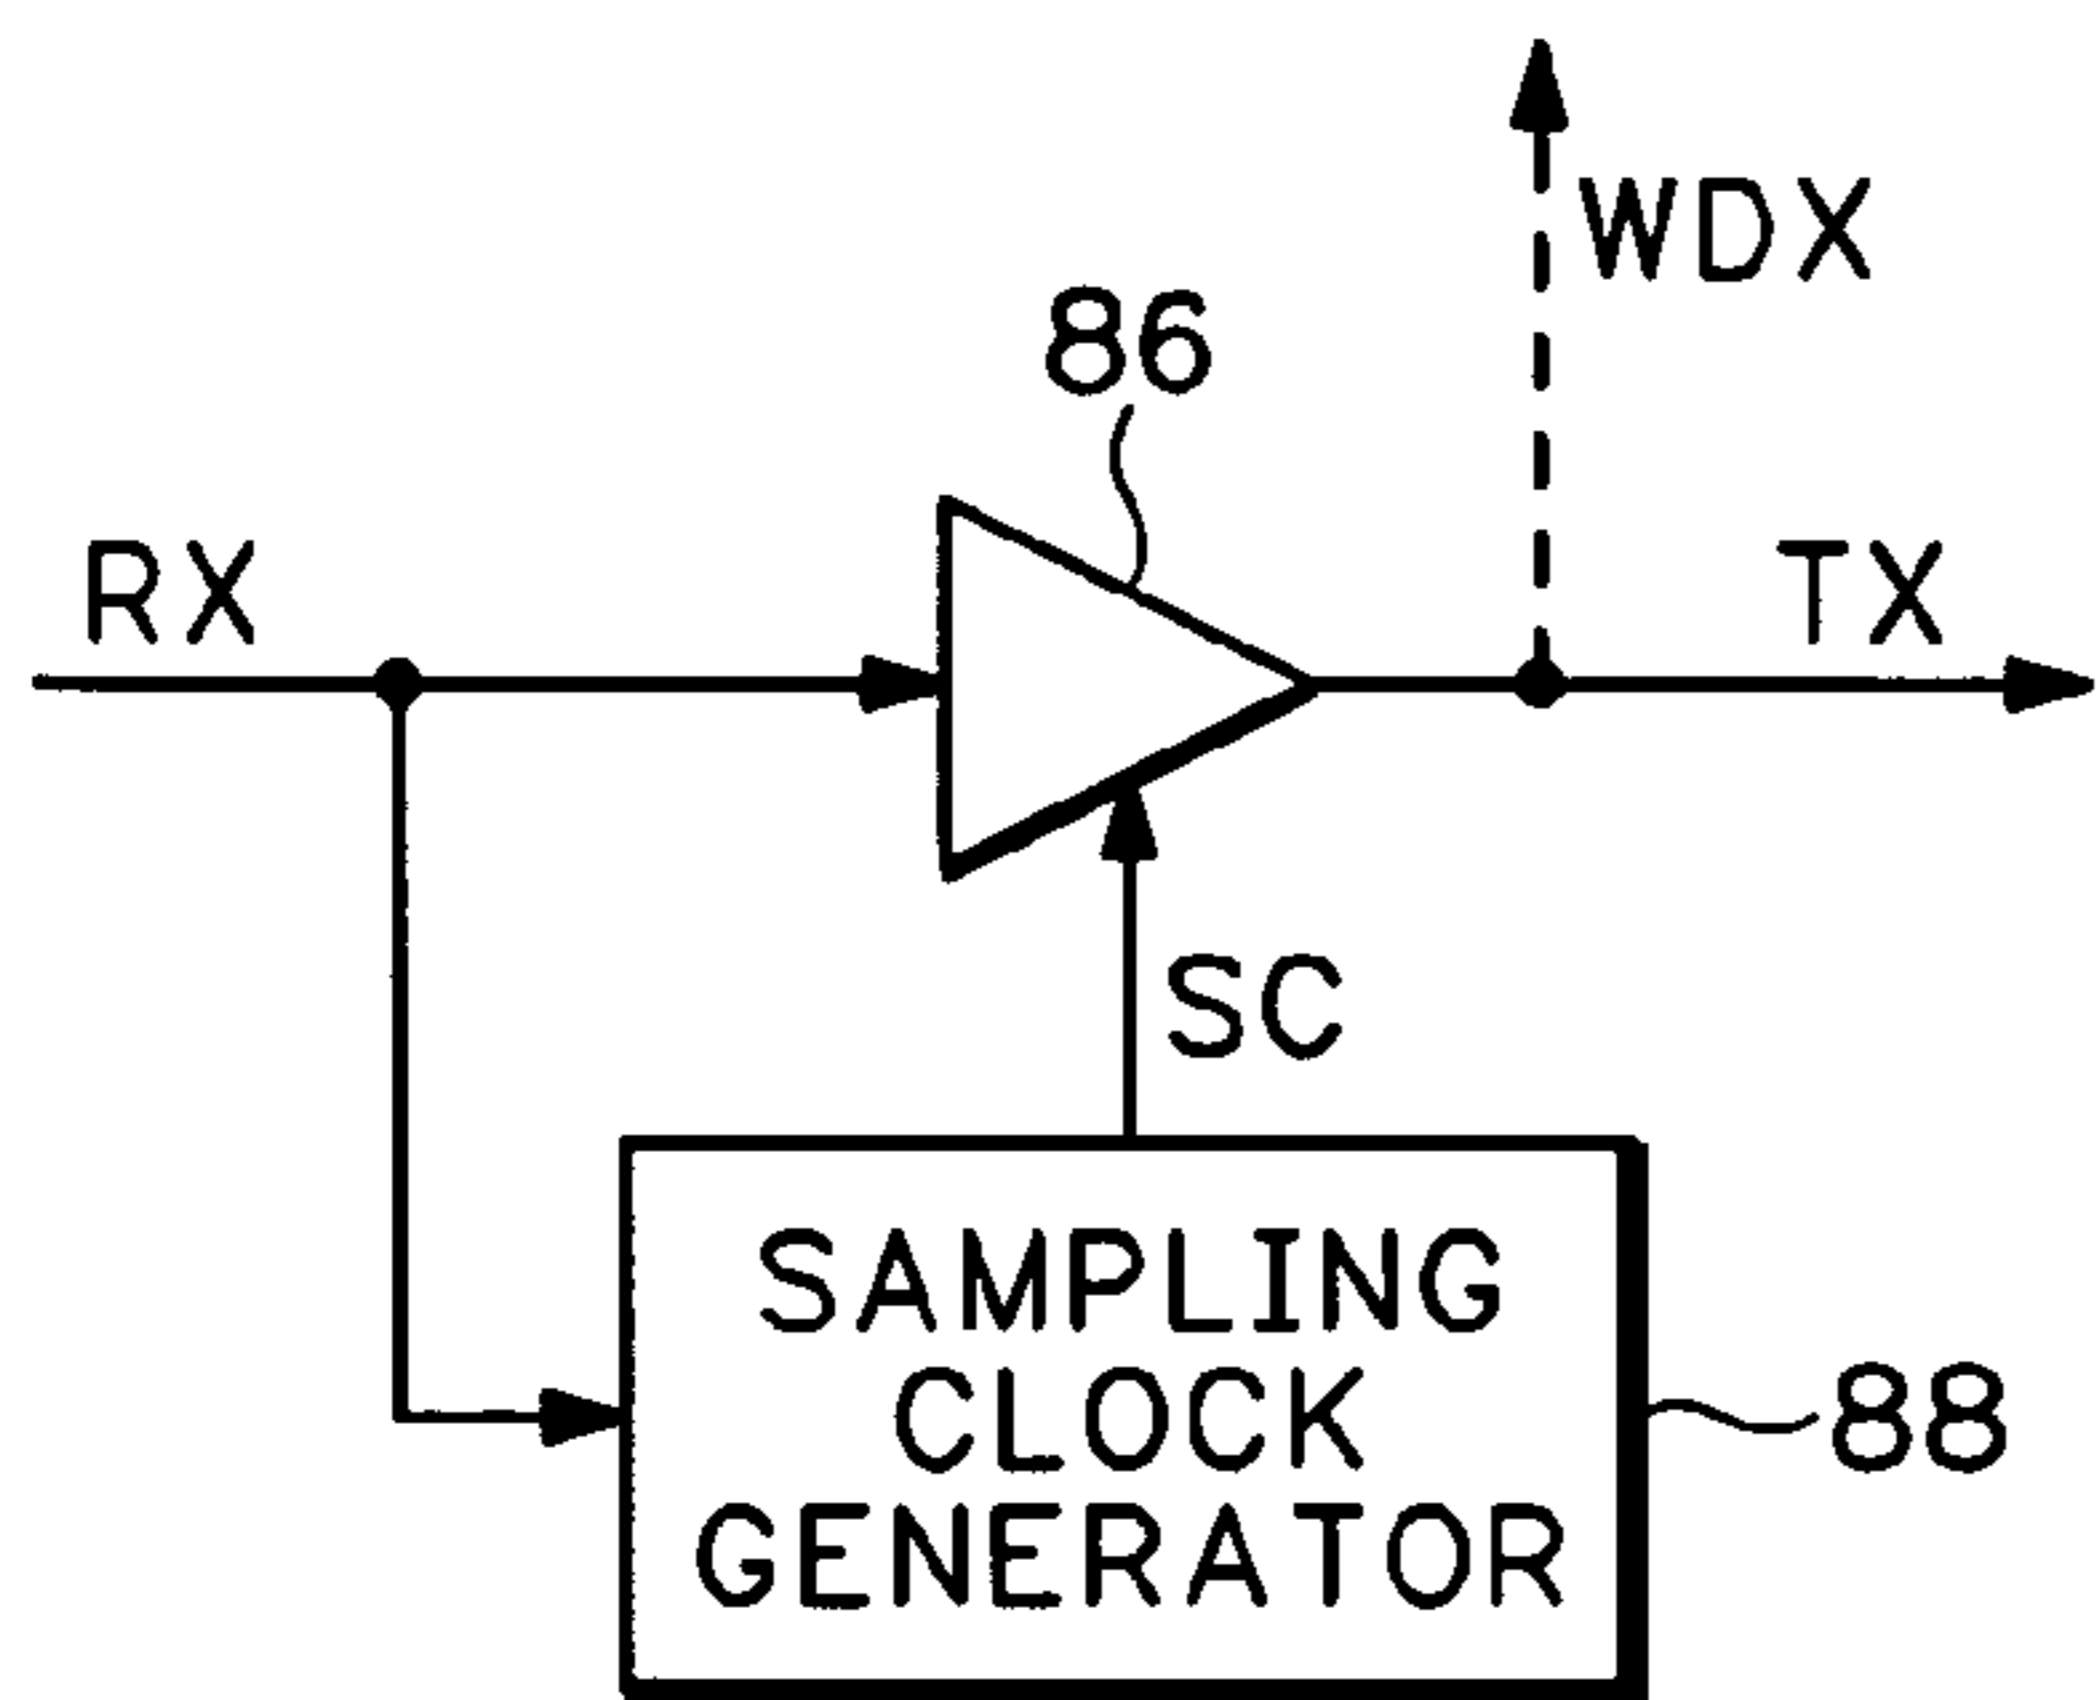 WDX
86
RX
TX
SC
SAMPLING
CLOCK
GENERATOR
88